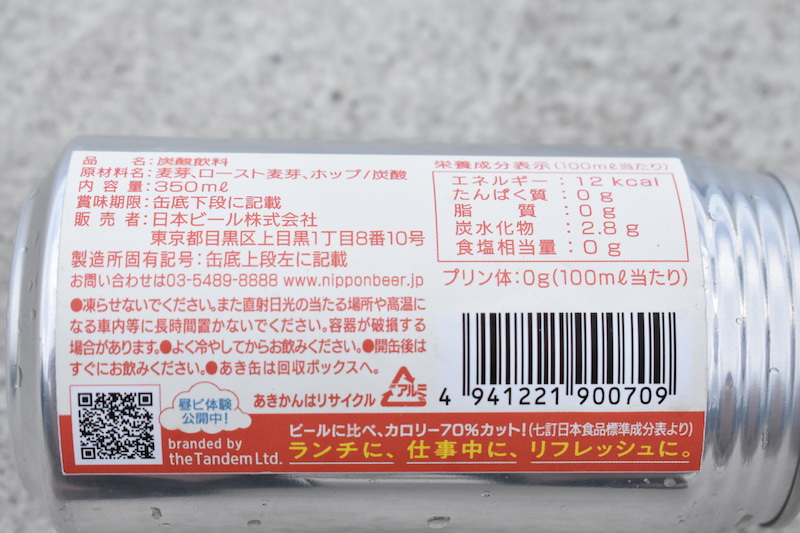 品　名：炭酸飲料
原材料名：麦芽、ロースト麦芽、ホップ/炭酸
内 容 量：350mℓ
賞味期限：缶底下段に記載
販 売 者：日本ビール株式会社
東京都目黒区上目黒1丁目8番10号
製造所固有記号：缶底上段左に記載
お問い合わせは03-5489-8888 www.nipponbeer.jp
●凍らせないでください。また直射日光の当たる場所や高温に
なる車内等に長時間置かないでください。容器が破損する
場合があります。●よく冷やしてからお飲みください。●開缶後は
すぐにお飲みください。●あき缶は回収ボックスへ。
あきかんはリサイクル
アルミ
昼ビ体験
公開中!
branded by
theTandem Ltd.
栄養成分表示(100mℓ当たり)
エネルギー：12 kcal
たんぱく質：0g
脂　　質：0g
炭水化物：2.8g
食塩相当量：0g
プリン体：0g(100mℓ当たり)
4 941221 900709
ビールに比べ、カロリー70%カット!(七訂日本食品標準成分表より)
ランチに、仕事中に、リフレッシュに。